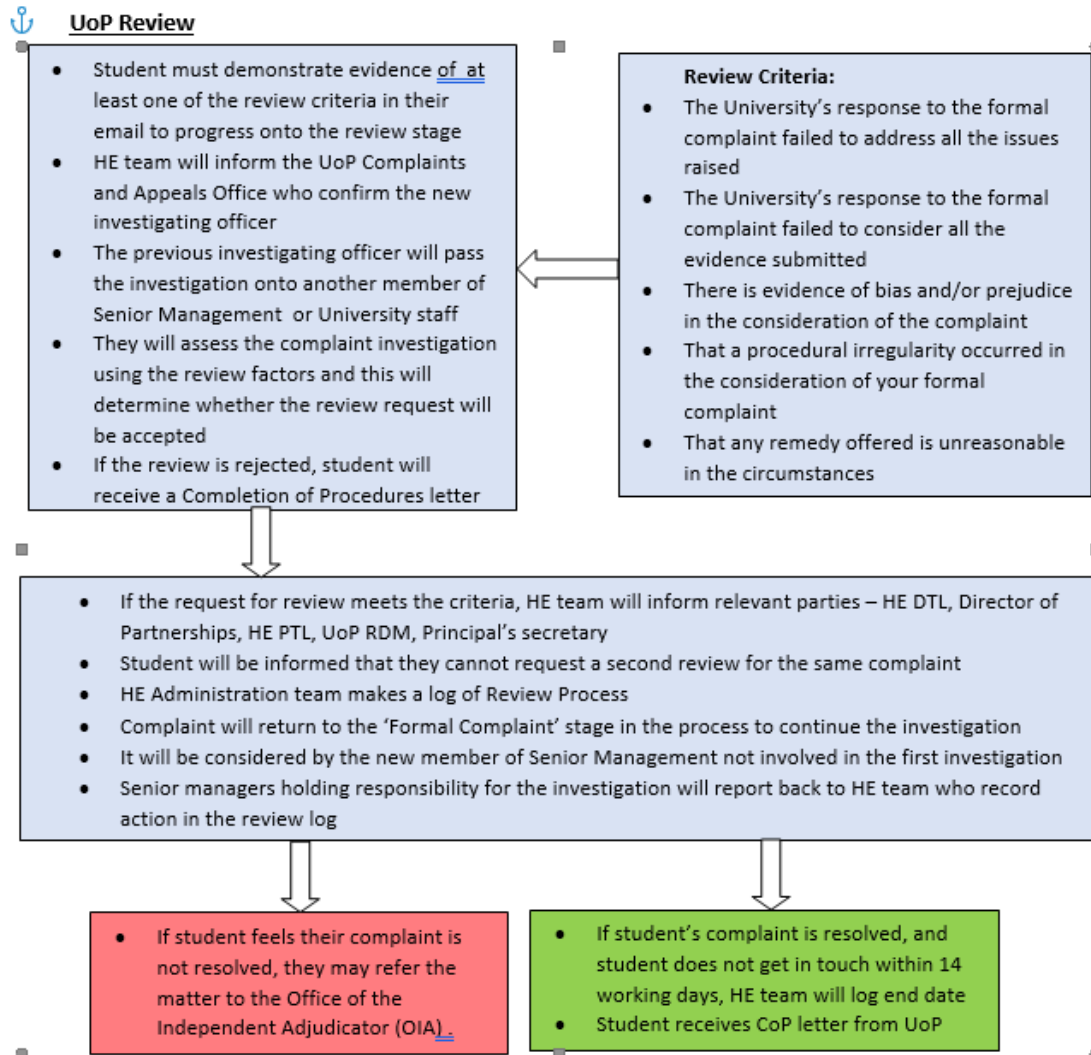 UoP Review
• Student must demonstrate evidence of  at
least one of the review criteria in their
email to progress onto the review stage
• HE team will inform the UoP Complaints
and Appeals Office who confirm the new
investigating officer
• The previous investigating officer will pass
the investigation onto another member of
Senior Management  or University staff
• They will assess the complaint investigation
using the review factors and this will
determine whether the review request will
be accepted
• If the review is rejected, student will
receive a Completion of Procedures letter
Review Criteria:
• The University’s response to the formal
complaint failed to address all the issues
raised
• The University’s response to the formal
complaint failed to consider all the
evidence submitted
• There is evidence of bias and/or prejudice
in the consideration of the complaint
• That a procedural irregularity occurred in
the consideration of your formal
complaint
• That any remedy offered is unreasonable
in the circumstances
• If the request for review meets the criteria, HE team will inform relevant parties – HE DTL, Director of
Partnerships, HE PTL, UoP RDM, Principal’s secretary
• Student will be informed that they cannot request a second review for the same complaint
• HE Administration team makes a log of Review Process
• Complaint will return to the ‘Formal Complaint’ stage in the process to continue the investigation
• It will be considered by the new member of Senior Management not involved in the first investigation
• Senior managers holding responsibility for the investigation will report back to HE team who record
action in the review log
• If student feels their complaint is
not resolved, they may refer the
matter to the Office of the
Independent Adjudicator (OIA) .
• If student’s complaint is resolved, and
student does not get in touch within 14
working days, HE team will log end date
• Student receives CoP letter from UoP